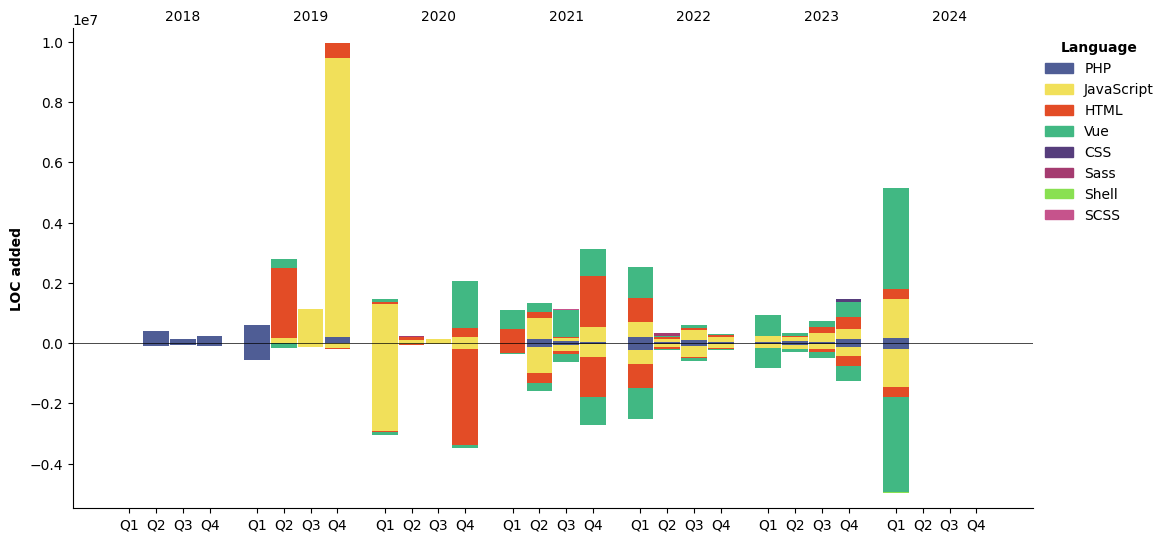 1e7
2018 2019 2020 2021 2022 2023 2024
Language
PHP
JavaScript
HTML
Vue
CSS
Sass
Shell
SCSS
LOC added
1.0
0.8
0.6
0.4
0.2
0.0
−0.2
−0.4
Q1 Q2 Q3 Q4 Q1 Q2 Q3 Q4 Q1 Q2 Q3 Q4 Q1 Q2 Q3 Q4 Q1 Q2 Q3 Q4 Q1 Q2 Q3 Q4 Q1 Q2 Q3 Q4